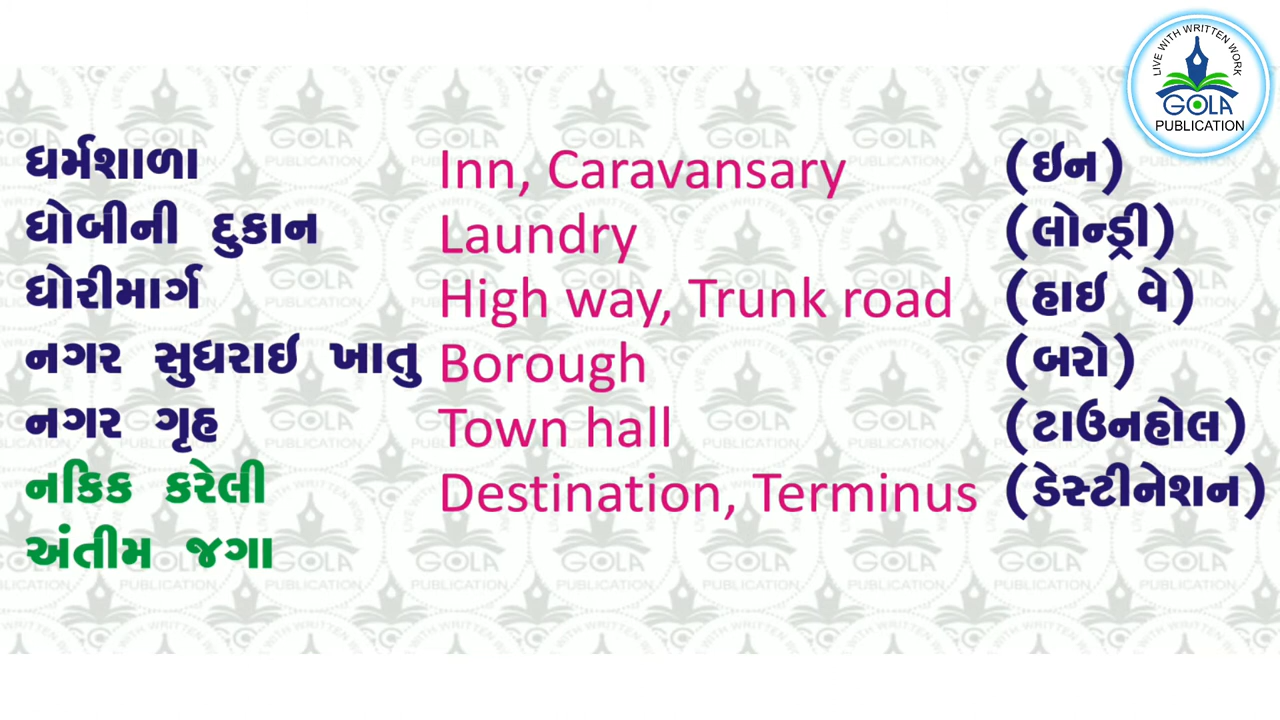 LIVE WITH WRITTEN WORK
GOLA
PUBLICATION
ધર્મશાળા Inn, Caravansary (ઇન)
ધોબીની દુકાન Laundry (લોન્ડ્રી)
ધોરીમાર્ગ High way, Trunk road (હાઇ વે)
નગર સુધરાઇ ખાતુ Borough (બરો)
નગર ગૃહ Town hall (ટાઉનહોલ)
નકિક કરેલી Destination, Terminus (ડેસ્ટીનેશન)
અંતીમ જગા